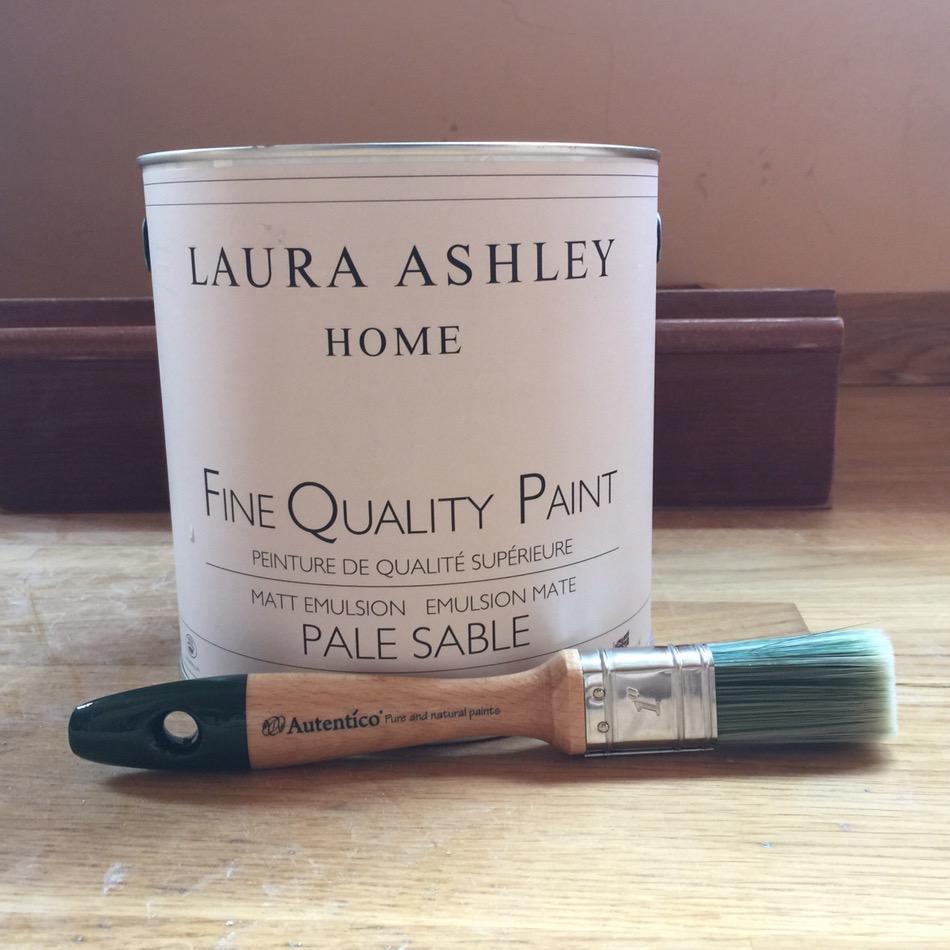 LAURA ASHLEY
HOME
FINE QUALITY PAINT
PEINTURE DE QUALITÉ SUPÉRIEURE
MATT EMULSION EMULSION MATE
PALE SABLE
Autentico® Pure and natural paints
1"